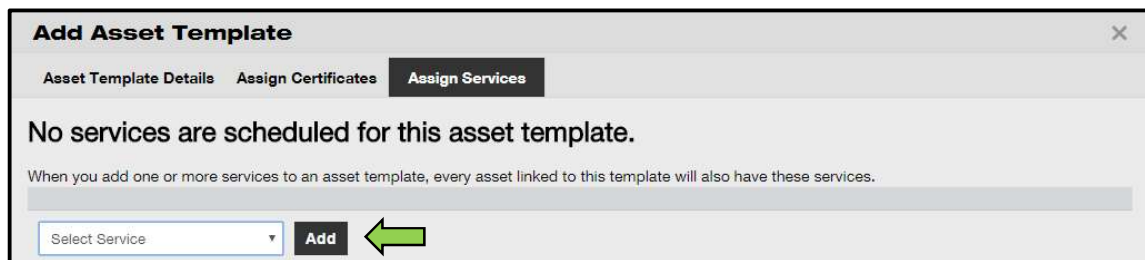 Add Asset Template
Asset Template Details Assign Certificates Assign Services
No services are scheduled for this asset template.
When you add one or more services to an asset template, every asset linked to this template will also have these services.
Select Service Add